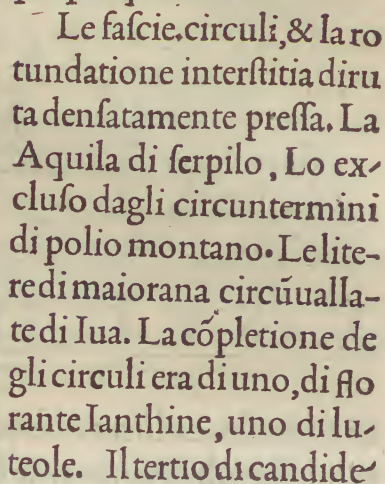 Le faſcie.circuli,& la ro
tundatione interſtitia diru
ta denſatamente preſſa. La
Aquila di ſerpilo , Lo ex-
cluſo dagli circuntermini
di polio montano. Le lite-
re di maiorana circũualla-
te di Iua. La cõpletione de
gli circuli era di uno, di flo
rante Ianthine, uno di lu-
teole. Il tertio di candide